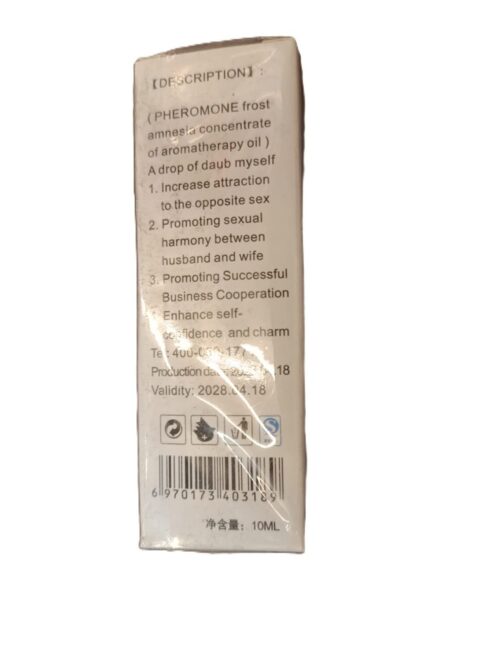 【DESCRIPTION】:
(PHEROMONE frost
amnesia concentrate
of aromatherapy oil )
A drop of daub myself
1. Increase attraction
to the opposite sex
2. Promoting sexual
harmony between
husband and wife
3. Promoting Successful
Business Cooperation
Enhance self-
confidence and charm
Tel: 400-
Production date:
Validity: 2028.04.18
6 970173 403189
净含量: 10ML